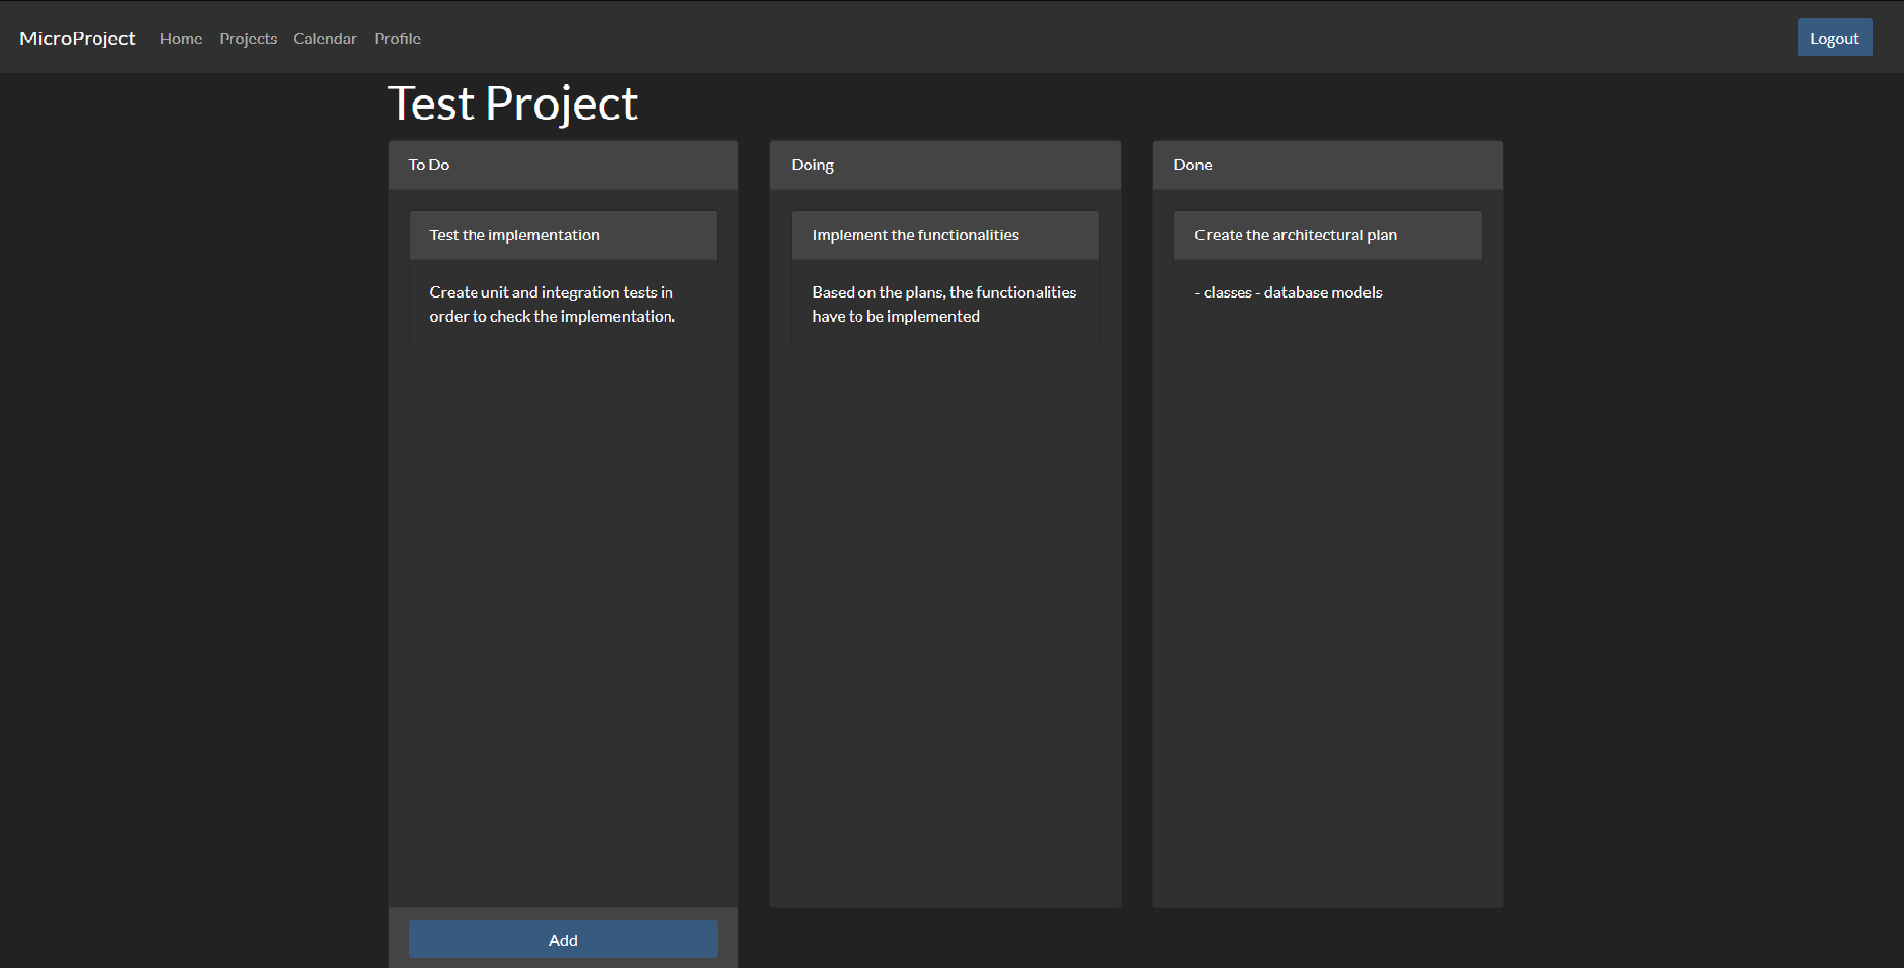 MicroProject Home Projects Calendar Profile Logout
Test Project
To Do
Test the implementation
Create unit and integration tests in
order to check the implementation.
Add
Doing
Implement the functionalities
Based on the plans, the functionalities
have to be implemented
Done
Create the architectural plan
- classes - database models